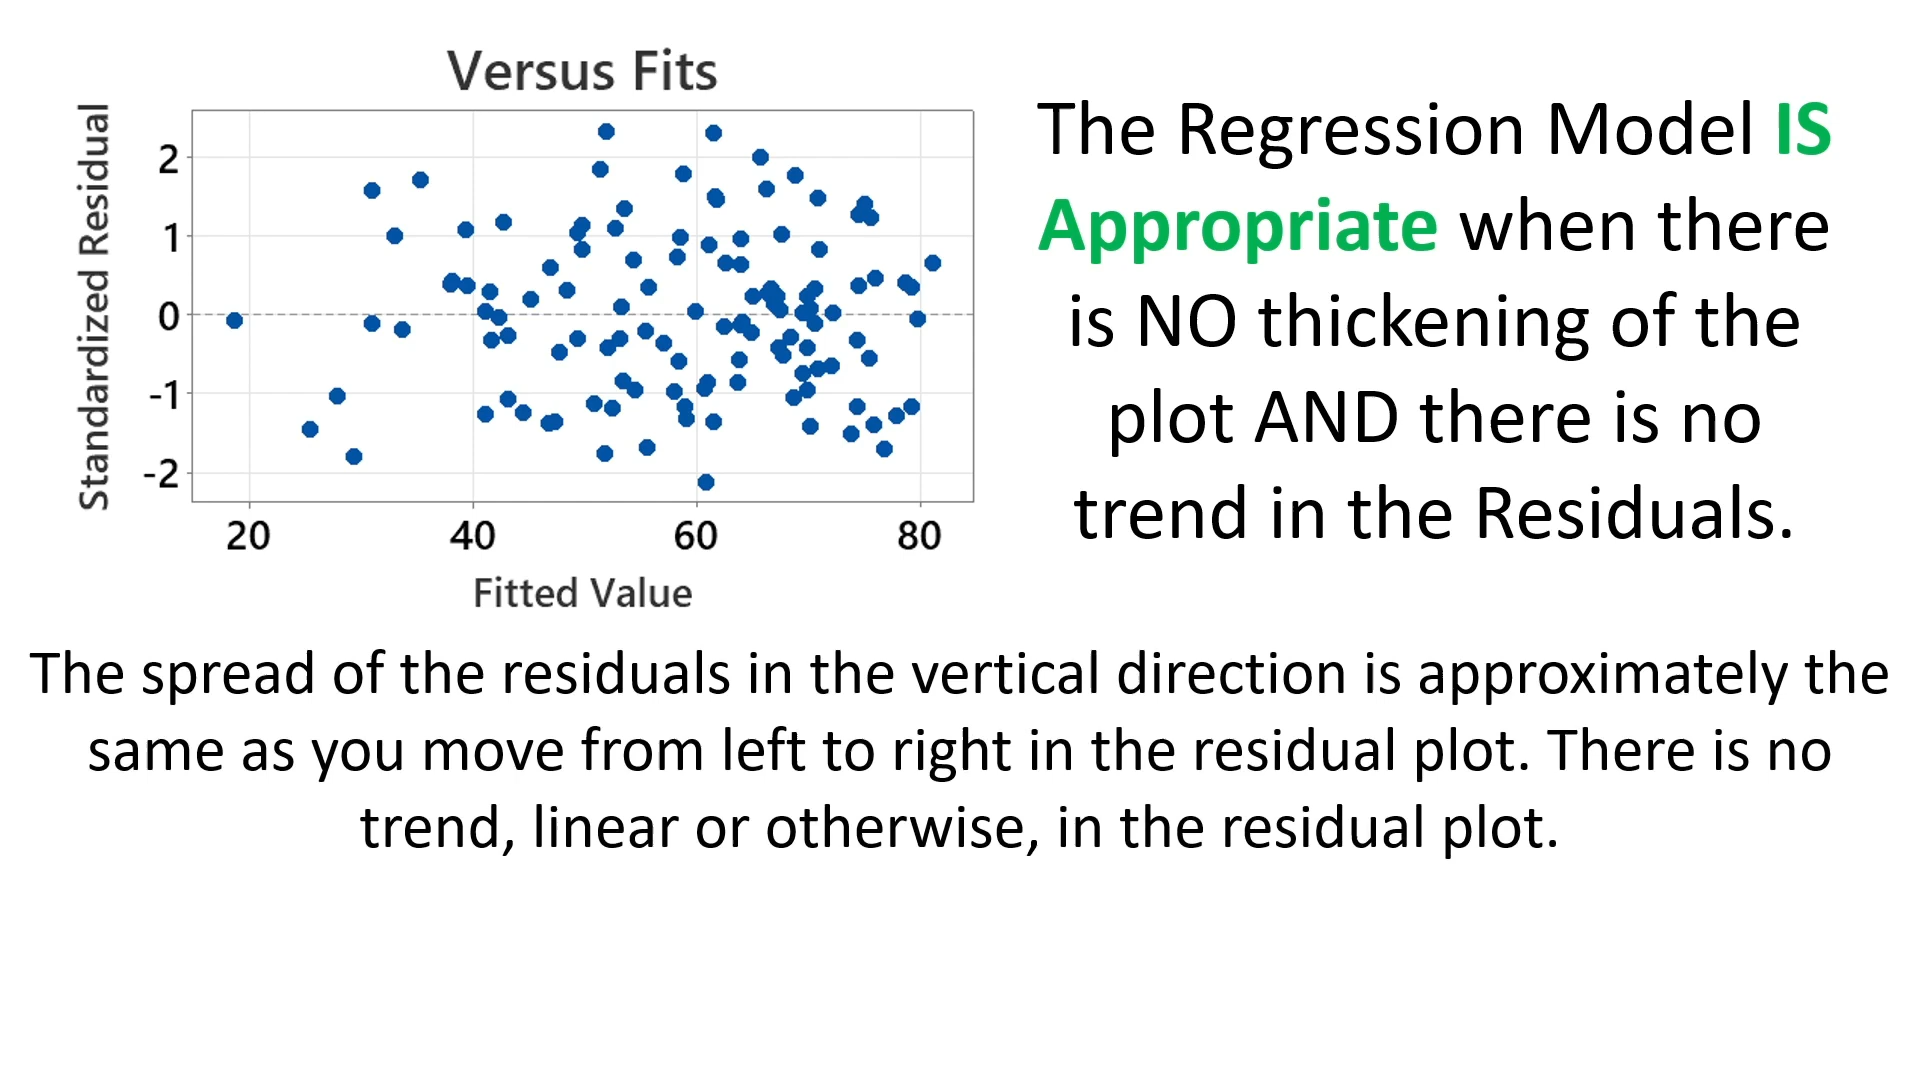 Versus Fits
Standardized Residual
2
1
0
-1
-2
20 40 60 80
Fitted Value
The Regression Model IS
Appropriate when there
is NO thickening of the
plot AND there is no
trend in the Residuals.
The spread of the residuals in the vertical direction is approximately the
same as you move from left to right in the residual plot. There is no
trend, linear or otherwise, in the residual plot.